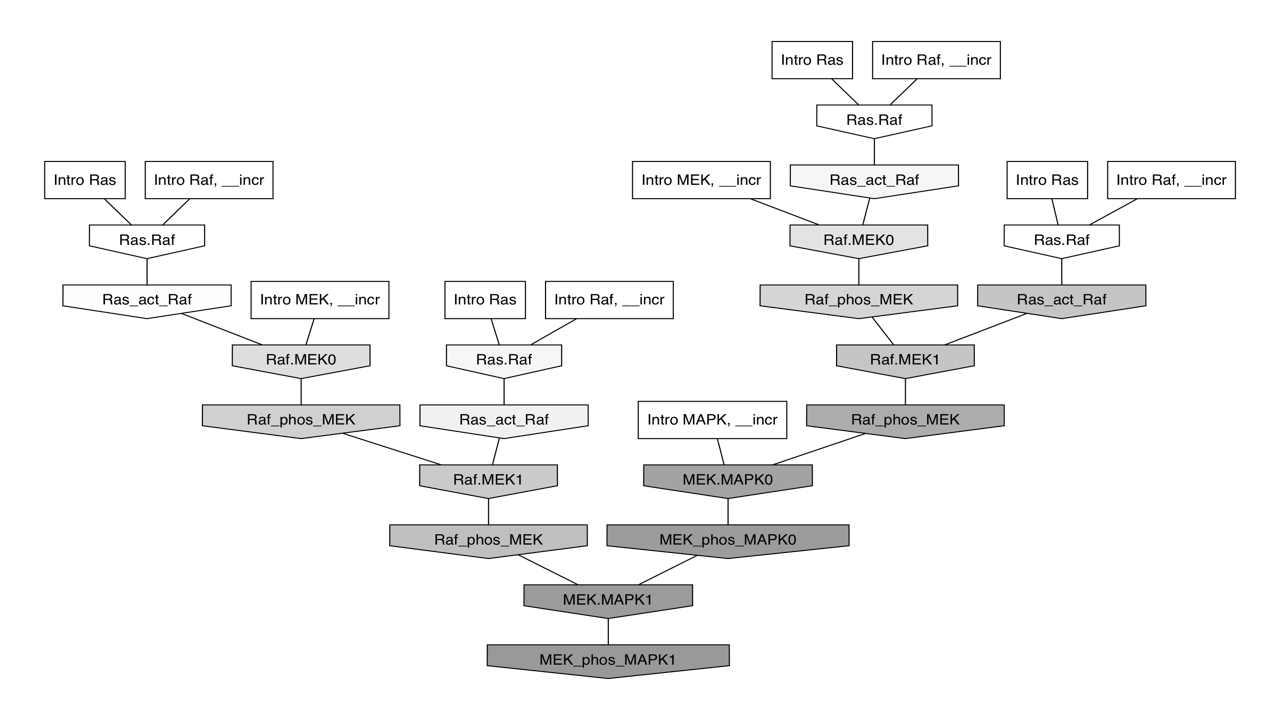 Intro Ras
Intro Raf, __incr
Ras.Raf
Intro Ras
Intro Raf, __incr
Intro MEK, __incr
Ras_act_Raf
Intro Ras
Intro Raf, __incr
Ras.Raf
Raf.MEK0
Ras.Raf
Ras_act_Raf
Intro MEK, __incr
Intro Ras
Intro Raf, __incr
Raf_phos_MEK
Ras_act_Raf
Raf.MEK0
Ras.Raf
Raf.MEK1
Raf_phos_MEK
Ras_act_Raf
Intro MAPK, __incr
Raf_phos_MEK
Raf.MEK1
MEK.MAPK0
Raf_phos_MEK
MEK_phos_MAPK0
MEK.MAPK1
MEK_phos_MAPK1